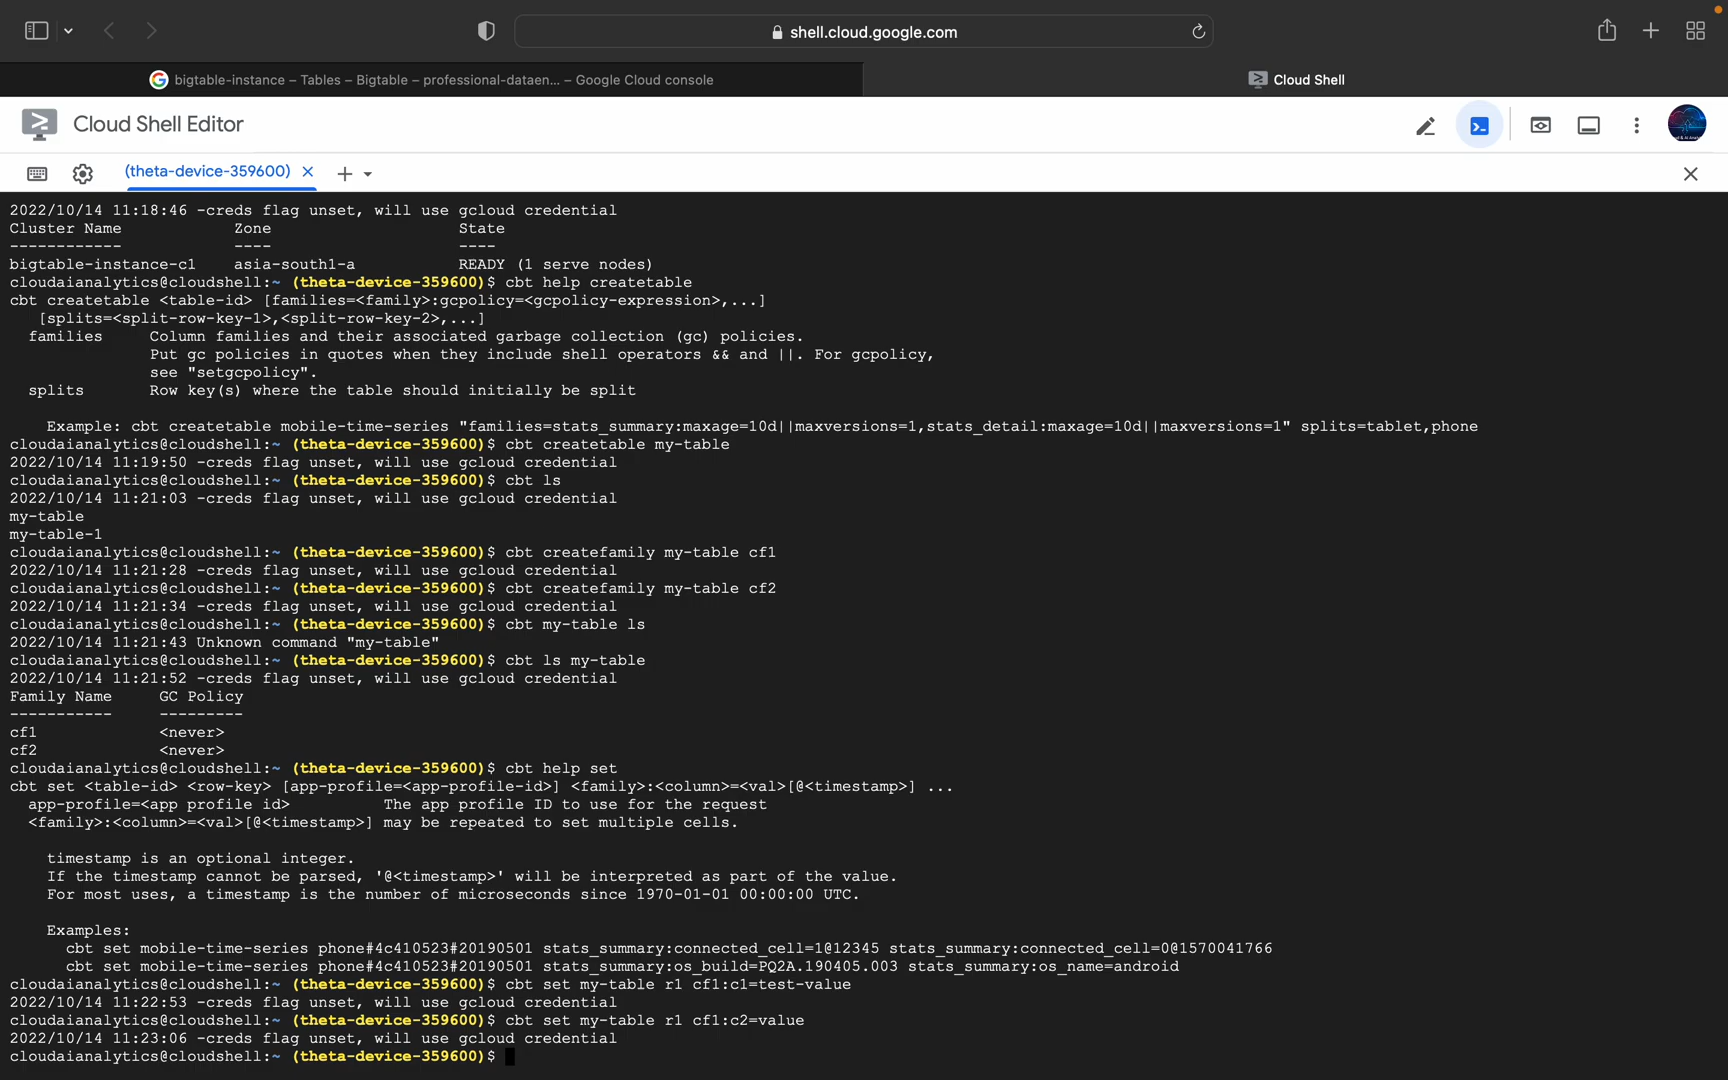 shell.cloud.google.com
bigtable-instance – Tables – Bigtable – professional-dataen... – Google Cloud console
Cloud Shell
Cloud Shell Editor
(theta-device-359600)
2022/10/14 11:18:46 -creds flag unset, will use gcloud credential
Cluster Name            Zone                    State
------------            ----                    ----
bigtable-instance-c1    asia-south1-a           READY (1 serve nodes)
cloudaianalytics@cloudshell:~ (theta-device-359600)$ cbt help createtable
cbt createtable <table-id> [families=<family>:gcpolicy=<gcpolicy-expression>,...]
   [splits=<split-row-key-1>,<split-row-key-2>,...]
  families     Column families and their associated garbage collection (gc) policies.
               Put gc policies in quotes when they include shell operators && and ||. For gcpolicy,
               see "setgcpolicy".
  splits       Row key(s) where the table should initially be split
    Example: cbt createtable mobile-time-series "families=stats_summary:maxage=10d||maxversions=1,stats_detail:maxage=10d||maxversions=1" splits=tablet,phone
cloudaianalytics@cloudshell:~ (theta-device-359600)$ cbt createtable my-table
2022/10/14 11:19:50 -creds flag unset, will use gcloud credential
cloudaianalytics@cloudshell:~ (theta-device-359600)$ cbt ls
2022/10/14 11:21:03 -creds flag unset, will use gcloud credential
my-table
my-table-1
cloudaianalytics@cloudshell:~ (theta-device-359600)$ cbt createfamily my-table cf1
2022/10/14 11:21:28 -creds flag unset, will use gcloud credential
cloudaianalytics@cloudshell:~ (theta-device-359600)$ cbt createfamily my-table cf2
2022/10/14 11:21:34 -creds flag unset, will use gcloud credential
cloudaianalytics@cloudshell:~ (theta-device-359600)$ cbt my-table ls
2022/10/14 11:21:43 Unknown command "my-table"
cloudaianalytics@cloudshell:~ (theta-device-359600)$ cbt ls my-table
2022/10/14 11:21:52 -creds flag unset, will use gcloud credential
Family Name     GC Policy
-----------     ---------
cf1             <never>
cf2             <never>
cloudaianalytics@cloudshell:~ (theta-device-359600)$ cbt help set
cbt set <table-id> <row-key> [app-profile=<app-profile-id>] <family>:<column>=<val>[@<timestamp>] ...
  app-profile=<app profile id>          The app profile ID to use for the request
  <family>:<column>=<val>[@<timestamp>] may be repeated to set multiple cells.
    timestamp is an optional integer.
    If the timestamp cannot be parsed, '@<timestamp>' will be interpreted as part of the value.
    For most uses, a timestamp is the number of microseconds since 1970-01-01 00:00:00 UTC.
    Examples:
      cbt set mobile-time-series phone#4c410523#20190501 stats_summary:connected_cell=1@12345 stats_summary:connected_cell=0@1570041766
      cbt set mobile-time-series phone#4c410523#20190501 stats_summary:os_build=PQ2A.190405.003 stats_summary:os_name=android
cloudaianalytics@cloudshell:~ (theta-device-359600)$ cbt set my-table r1 cf1:c1=test-value
2022/10/14 11:22:53 -creds flag unset, will use gcloud credential
cloudaianalytics@cloudshell:~ (theta-device-359600)$ cbt set my-table r1 cf1:c2=value
2022/10/14 11:23:06 -creds flag unset, will use gcloud credential
cloudaianalytics@cloudshell:~ (theta-device-359600)$